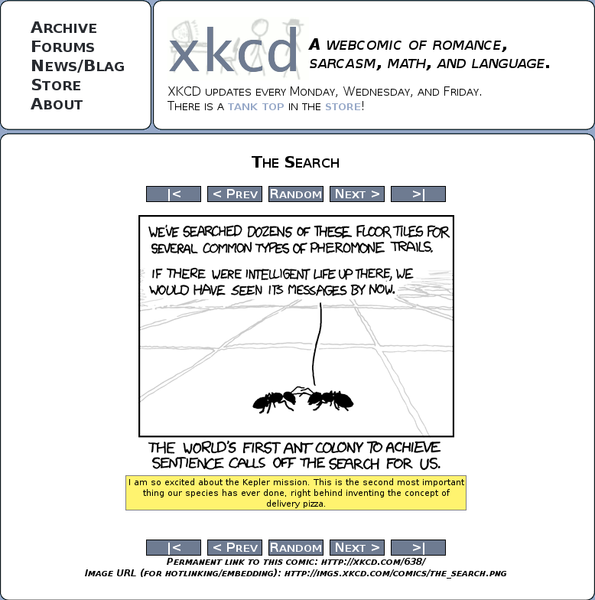 Archive
Forums
News/Blag
Store
About
xkcd
A webcomic of romance,
sarcasm, math, and language.
XKCD updates every Monday, Wednesday, and Friday.
There is a tank top in the store!
The Search
|< < Prev Random Next > >|
WE'VE SEARCHED DOZENS OF THESE FLOOR TILES FOR
SEVERAL COMMON TYPES OF PHEROMONE TRAILS.
IF THERE WERE INTELLIGENT LIFE UP THERE, WE
WOULD HAVE SEEN ITS MESSAGES BY NOW.
THE WORLD'S FIRST ANT COLONY TO ACHIEVE
SENTIENCE CALLS OFF THE SEARCH FOR US.
I am so excited about the Kepler mission. This is the second most important
thing our species has ever done, right behind inventing the concept of
delivery pizza.
|< < Prev Random Next > >|
Permanent link to this comic: http://xkcd.com/638/
Image URL (for hotlinking/embedding): http://imgs.xkcd.com/comics/the_search.png